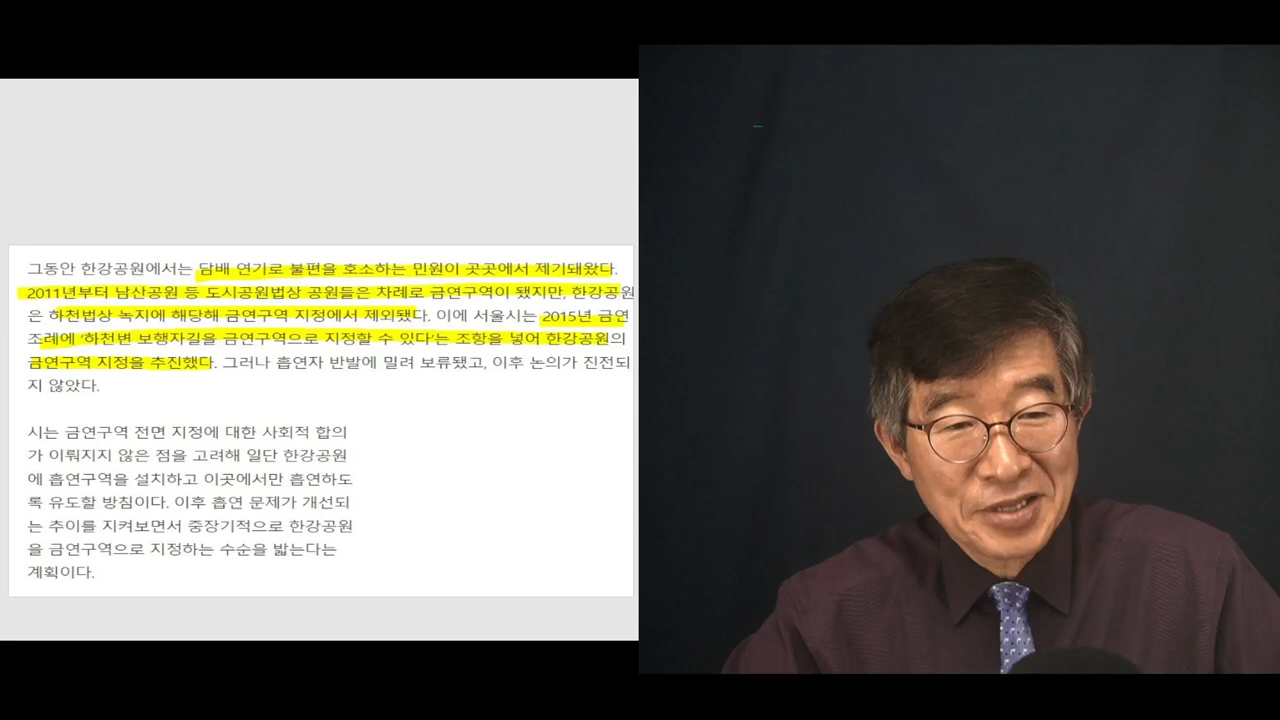 그동안 한강공원에서는 담배 연기로 불편을 호소하는 민원이 곳곳에서 제기돼왔다.
2011년부터 남산공원 등 도시공원법상 공원들은 차례로 금연구역이 됐지만, 한강공원
은 하천법상 녹지에 해당해 금연구역 지정에서 제외됐다. 이에 서울시는 2015년 금연
조례에 '하천변 보행자길을 금연구역으로 지정할 수 있다'는 조항을 넣어 한강공원의
금연구역 지정을 추진했다. 그러나 흡연자 반발에 밀려 보류됐고, 이후 논의가 진전되
지 않았다.
시는 금연구역 전면 지정에 대한 사회적 합의
가 이뤄지지 않은 점을 고려해 일단 한강공원
에 흡연구역을 설치하고 이곳에서만 흡연하도
록 유도할 방침이다. 이후 흡연 문제가 개선되
는 추이를 지켜보면서 중장기적으로 한강공원
을 금연구역으로 지정하는 수순을 밟는다는
계획이다.